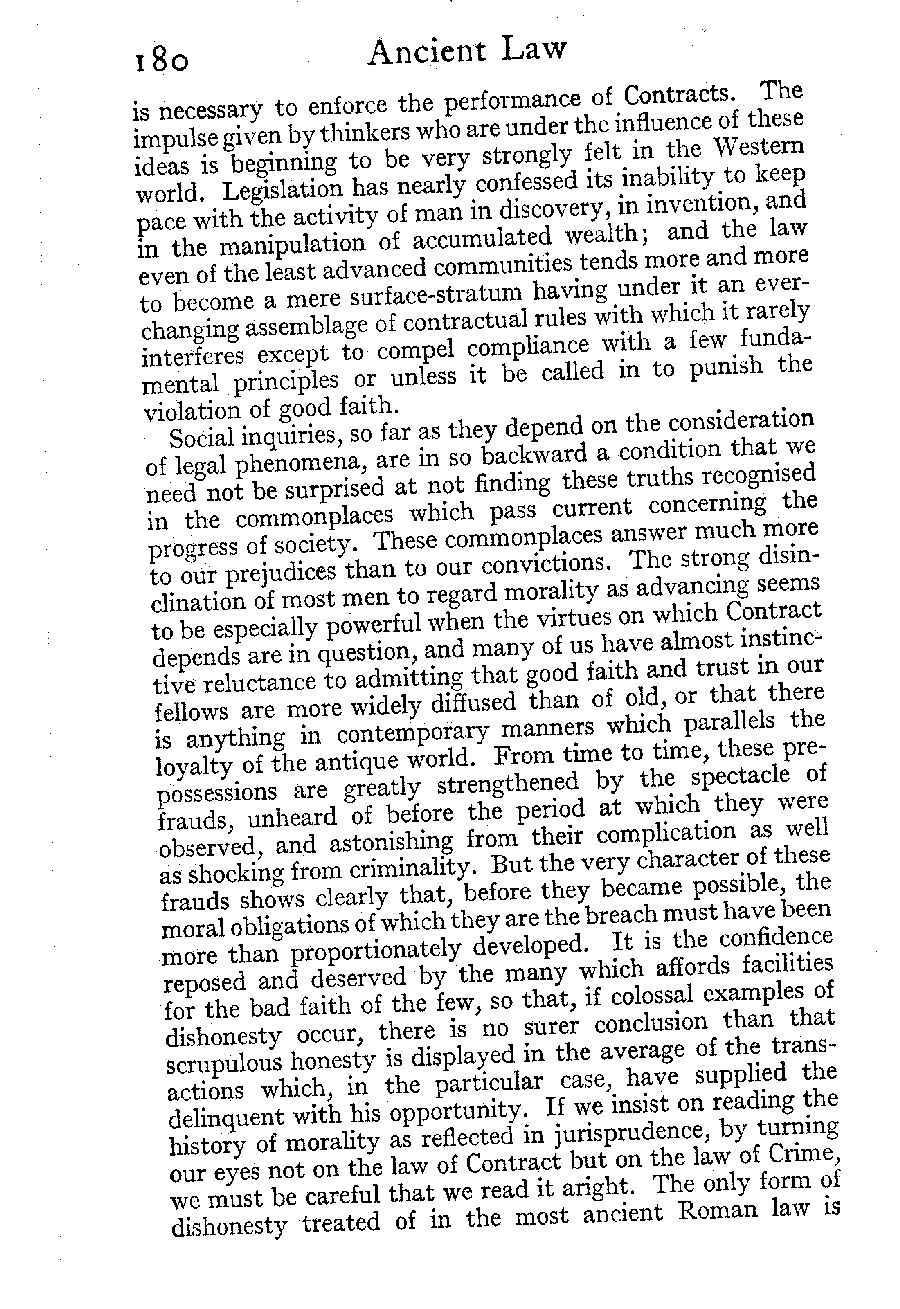 180 Ancient Law
is necessary to enforce the performance of Contracts. The
impulse given by thinkers who are under the influence of these
ideas is beginning to be very strongly felt in the Western
world. Legislation has nearly confessed its inability to keep
pace with the activity of man in discovery, in invention, and
in the manipulation of accumulated wealth; and the law
even of the least advanced communities tends more and more
to become a mere surface-stratum having under it an ever-
changing assemblage of contractual rules with which it rarely
interferes except to compel compliance with a few funda-
mental principles or unless it be called in to punish the
violation of good faith.
Social inquiries, so far as they depend on the consideration
of legal phenomena, are in so backward a condition that we
need not be surprised at not finding these truths recognised
in the commonplaces which pass current concerning the
progress of society. These commonplaces answer much more
to our prejudices than to our convictions. The strong disin-
clination of most men to regard morality as advancing seems
to be especially powerful when the virtues on which Contract
depends are in question, and many of us have almost instinc-
tive reluctance to admitting that good faith and trust in our
fellows are more widely diffused than of old, or that there
is anything in contemporary manners which parallels the
loyalty of the antique world. From time to time, these pre-
possessions are greatly strengthened by the spectacle of
frauds, unheard of before the period at which they were
observed, and astonishing from their complication as well
as shocking from criminality. But the very character of these
frauds shows clearly that, before they became possible, the
moral obligations of which they are the breach must have been
more than proportionately developed. It is the confidence
reposed and deserved by the many which affords facilities
for the bad faith of the few, so that, if colossal examples of
dishonesty occur, there is no surer conclusion than that
scrupulous honesty is displayed in the average of the trans-
actions which, in the particular case, have supplied the
delinquent with his opportunity. If we insist on reading the
history of morality as reflected in jurisprudence, by turning
our eyes not on the law of Contract but on the law of Crime,
we must be careful that we read it aright. The only form of
dishonesty treated of in the most ancient Roman law is